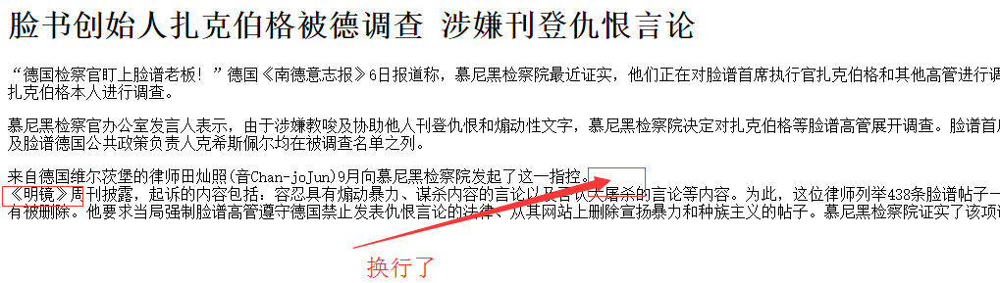 脸书创始人扎克伯格被德调查 涉嫌刊登仇恨言论
“德国检察官盯上脸谱老板！”德国《南德意志报》6日报道称，慕尼黑检察院最近证实，他们正在对脸谱首席执行官扎克伯格和其他高管进行调
扎克伯格本人进行调查。
慕尼黑检察官办公室发言人表示，由于涉嫌教唆及协助他人刊登仇恨和煽动性文字，慕尼黑检察院决定对扎克伯格等脸谱高管展开调查。脸谱首
及脸谱德国公共政策负责人克希斯佩尔均在被调查名单之列。
来自德国维尔茨堡的律师田灿照(音Chan-joJun)9月向慕尼黑检察院发起了这一指控。
《明镜》周刊披露，起诉的内容包括：容忍具有煽动暴力、谋杀内容的言论以及否认大屠杀的言论等内容。为此，这位律师列举438条脸谱帖子一
有被删除。他要求当局强制脸谱高管遵守德国禁止发表仇恨言论的法律、从其网站上删除宣扬暴力和种族主义的帖子。慕尼黑检察院证实了该项
换行了